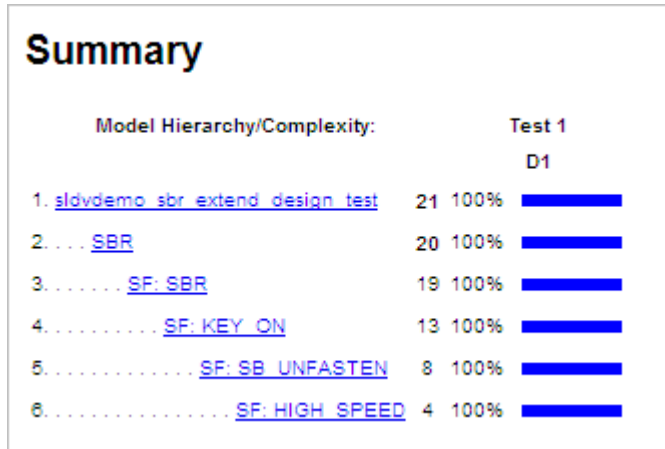 Summary
Model Hierarchy/Complexity: Test 1
D1
1. sldvdemo_sbr_extend_design_test 21 100%
2. . . . SBR 20 100%
3. . . . . . . SF: SBR 19 100%
4. . . . . . . . . . SF: KEY_ON 13 100%
5. . . . . . . . . . . . . SF: SB_UNFASTEN 8 100%
6. . . . . . . . . . . . . . . . SF: HIGH_SPEED 4 100%